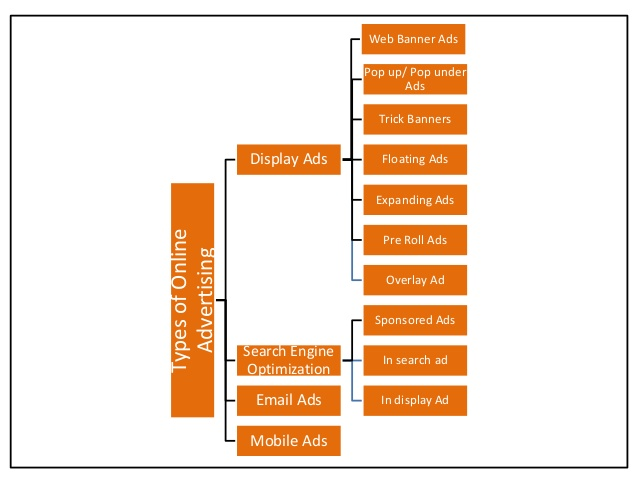 Types of Online
Advertising
Display Ads
Web Banner Ads
Pop up/ Pop under
Ads
Trick Banners
Floating Ads
Expanding Ads
Pre Roll Ads
Overlay Ad
Search Engine
Optimization
Sponsored Ads
In search ad
In display Ad
Email Ads
Mobile Ads